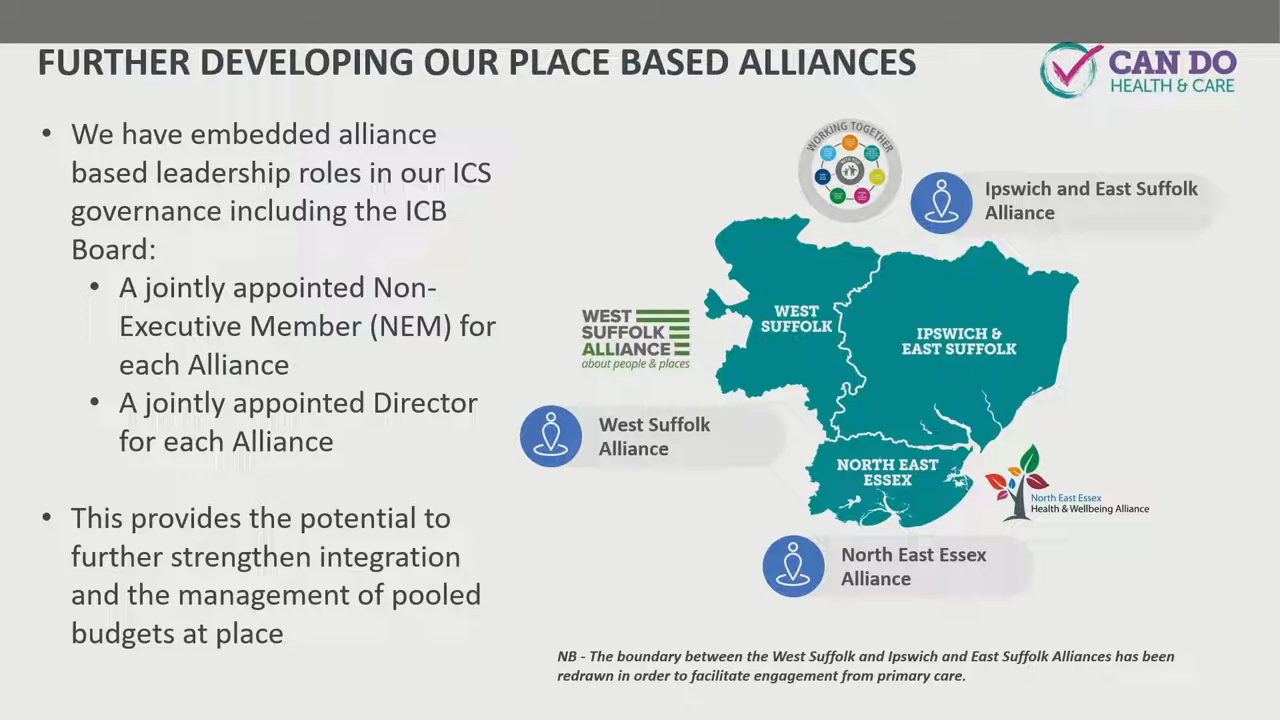 FURTHER DEVELOPING OUR PLACE BASED ALLIANCES
CAN DO
HEALTH & CARE
• We have embedded alliance
based leadership roles in our ICS
governance including the ICB
Board:
• A jointly appointed Non-
Executive Member (NEM) for
each Alliance
• A jointly appointed Director
for each Alliance
• This provides the potential to
further strengthen integration
and the management of pooled
budgets at place
WORKING TOGETHER
Ipswich and East Suffolk
Alliance
WEST
SUFFOLK
ALLIANCE
about people & places
WEST
SUFFOLK
IPSWICH &
EAST SUFFOLK
West Suffolk
Alliance
NORTH EAST
ESSEX
North East Essex
Health & Wellbeing Alliance
North East Essex
Alliance
NB - The boundary between the West Suffolk and Ipswich and East Suffolk Alliances has been
redrawn in order to facilitate engagement from primary care.